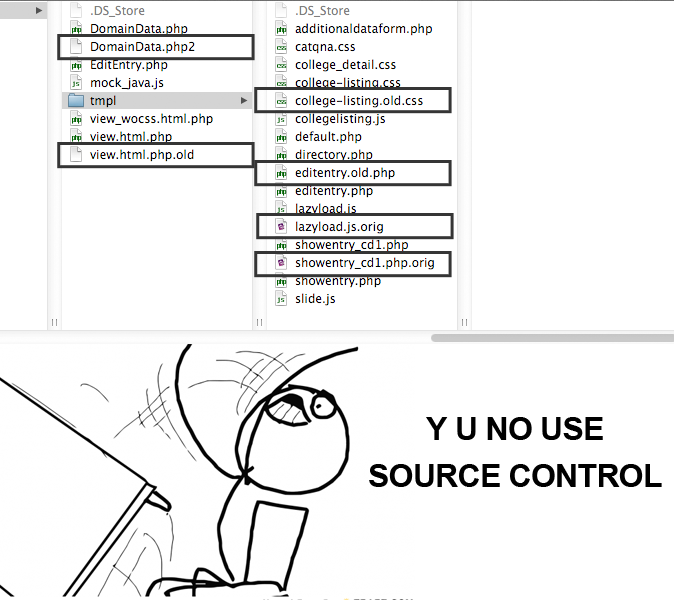 .DS_Store
DomainData.php
DomainData.php2
EditEntry.php
mock_java.js
tmpl
view_wocss.html.php
view.html.php
view.html.php.old
.DS_Store
additionaldataform.php
catqna.css
college_detail.css
college-listing.css
college-listing.old.css
collegelisting.js
default.php
directory.php
editentry.old.php
editentry.php
lazyload.js
lazyload.js.orig
showentry_cd1.php
showentry_cd1.php.orig
showentry.php
slide.js
Y U NO USE
SOURCE CONTROL